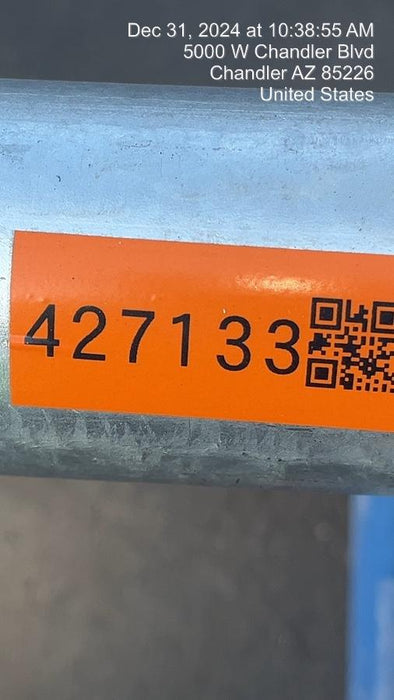 Dec 31, 2024 at 10:38:55 AM
5000 W Chandler Blvd
Chandler AZ 85226
United States
427133